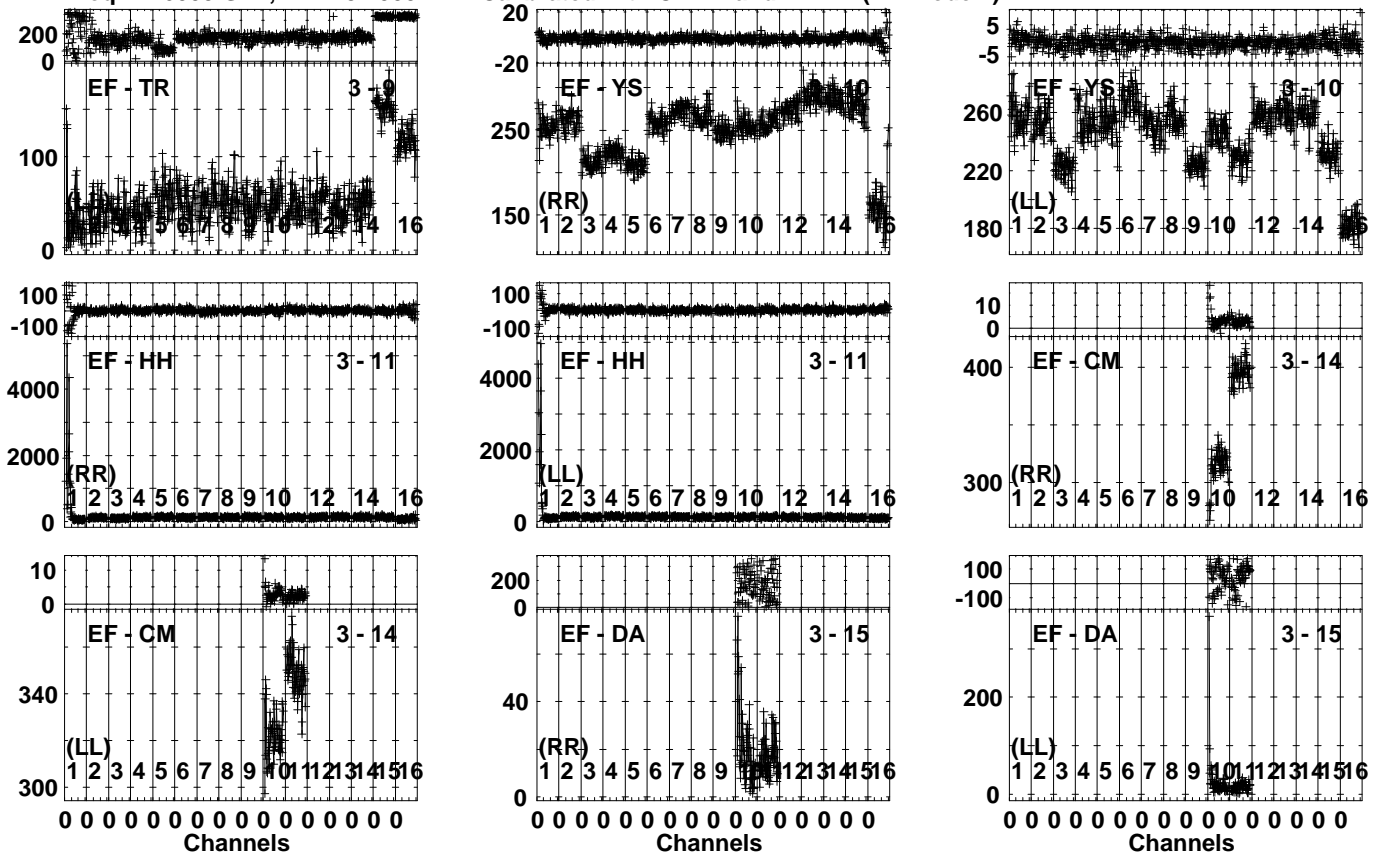 20 5
200 -5
0 -20
EF - TR 3 - 9 EF - YS 3 - 10 EF - YS 3 - 10
260
250
100 220
(RR) (LL)
150 1 2 3 4 5 6 7 8 9 10 12 14 16 1 2 3 4 5 6 7 8 9 10 12 14
0 180
100 100 10
-100 -100 0
EF - HH 3 - 11 EF - HH 3 - 11 EF - CM 3 - 14
4000 4000 400
2000 2000
(RR) (LL) (RR)
300
1 2 3 4 5 6 7 8 9 10 12 14 16 1 2 3 4 5 6 7 8 9 10 12 14 16 1 2 3 4 5 6 7 8 9 10 12 14 16
0 0
10 200 100
0 0 -100
EF - CM 3 - 14 EF - DA 3 - 15 EF - DA 3 - 15
340 40 200
(LL) (RR) (LL)
1 2 3 4 5 6 7 8 9 10 11 12 13 14 15 16 1 2 3 4 5 6 7 8 9 10 11 12 13 14 15 16 1 2 3 4 5 6 7 8 9 10 11 12 13 14 15 16
300 0 0
0 0 0 0 0 0 0 0 0 0 0 0 0 0 0 0 0 0 0 0 0 0 0 0 0 0 0 0 0 0 0 0 0 0 0 0 0 0 0 0 0 0 0 0 0 0 0 0
Channels Channels Channels